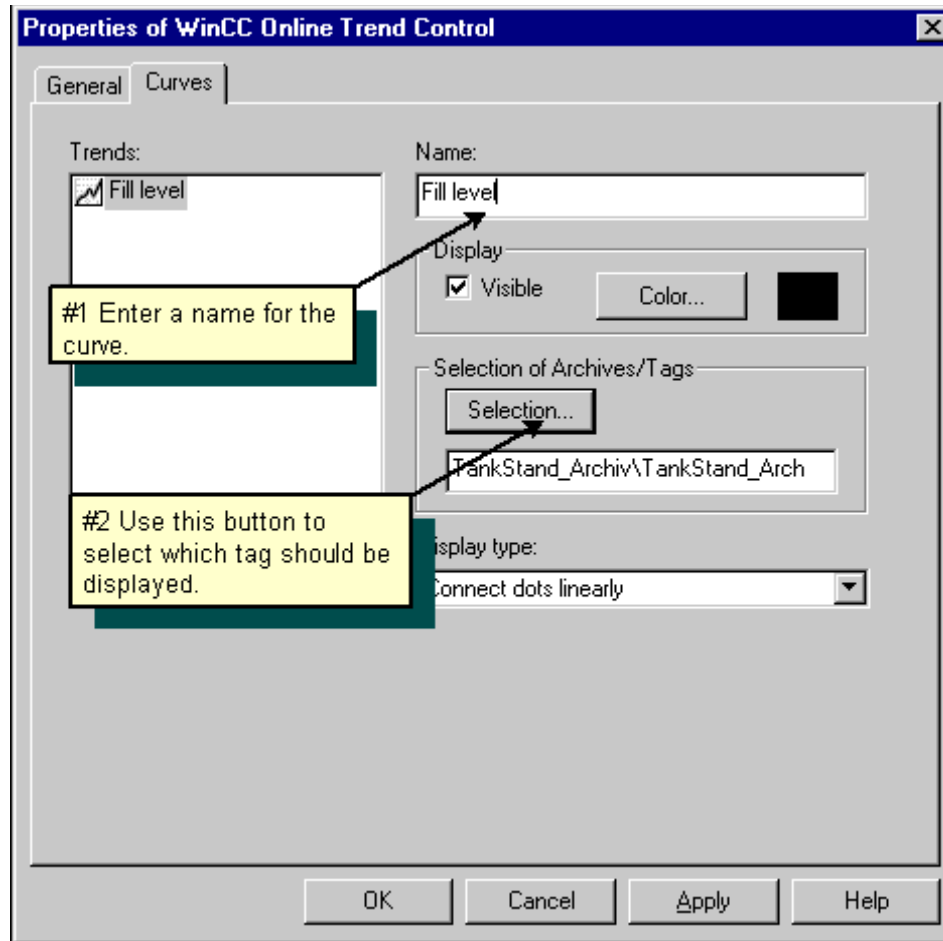 Properties of WinCC Online Trend Control
General
Curves
Trends:
Fill level
Name:
Fill level
Display
Visible
Color...
#1 Enter a name for the
curve.
Selection of Archives/Tags
Selection...
TankStand_Archiv\TankStand_Arch
#2 Use this button to
select which tag should be
displayed.
isplay type:
Connect dots linearly
OK
Cancel
Apply
Help